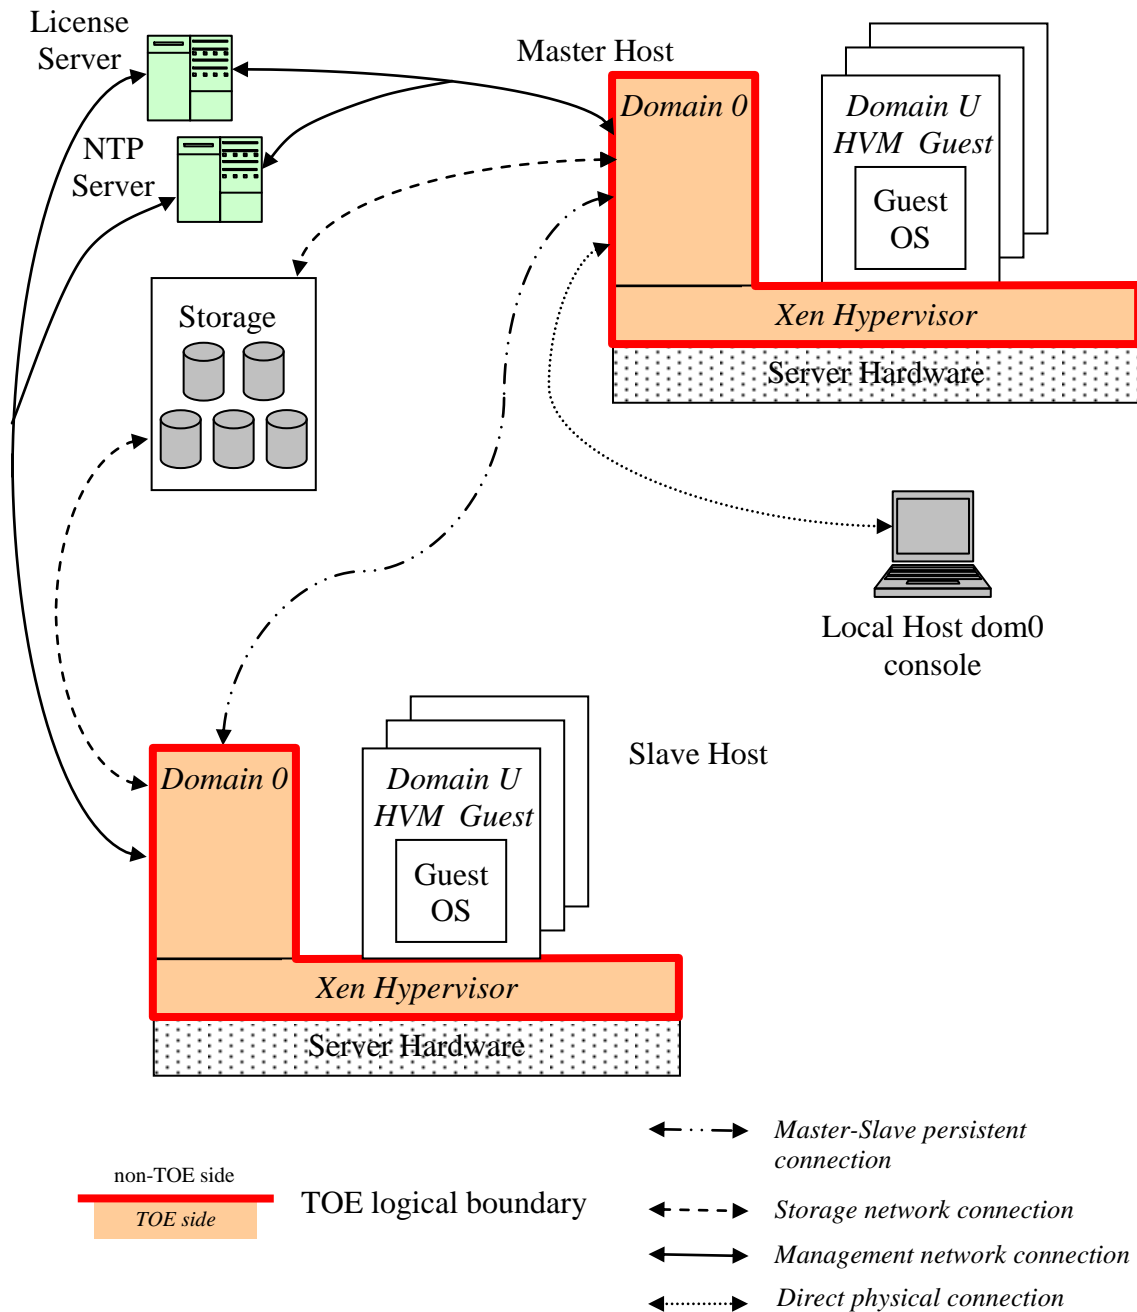 License
Server
Master Host
Domain 0
Domain U
HVM Guest
Guest
OS
NTP
Server
Storage
Xen Hypervisor
Server Hardware
Local Host dom0
console
Slave Host
Domain 0
Domain U
HVM Guest
Guest
OS
Xen Hypervisor
Server Hardware
non-TOE side
TOE side
TOE logical boundary
Master-Slave persistent
connection
Storage network connection
Management network connection
Direct physical connection